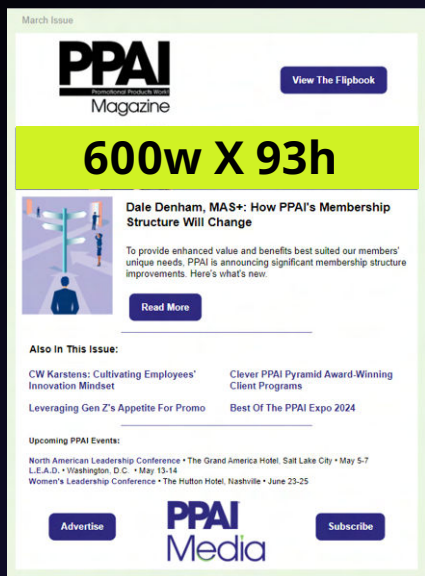 March Issue
PPAI
Promotional Products Work!
Magazine
View The Flipbook
600w X 93h
Dale Denham, MAS+: How PPAI's Membership
Structure Will Change
To provide enhanced value and benefits best suited our members'
unique needs, PPAI is announcing significant membership structure
improvements. Here's what's new.
Read More
Also In This Issue:
CW Karstens: Cultivating Employees'
Innovation Mindset
Clever PPAI Pyramid Award-Winning
Client Programs
Leveraging Gen Z's Appetite For Promo
Best Of The PPAI Expo 2024
Upcoming PPAI Events:
North American Leadership Conference • The Grand America Hotel, Salt Lake City • May 5-7
L.E.A.D. • Washington, D.C. • May 13-14
Women's Leadership Conference • The Hutton Hotel, Nashville • June 23-25
Advertise
PPAI
Media
Subscribe